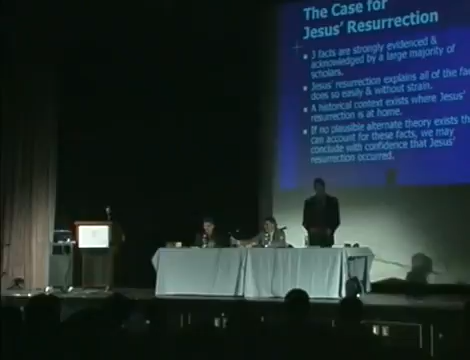 The Case for
Jesus' Resurrection
3 facts are strongly evidenced &
acknowledged by a large majority of
scholars.
Jesus' resurrection explains all of the fac
does so easily & without strain.
A historical context exists where Jesus'
resurrection is at home.
If no plausible alternate theory exists th
can account for these facts, we may
conclude with confidence that Jesus'
resurrection occurred.